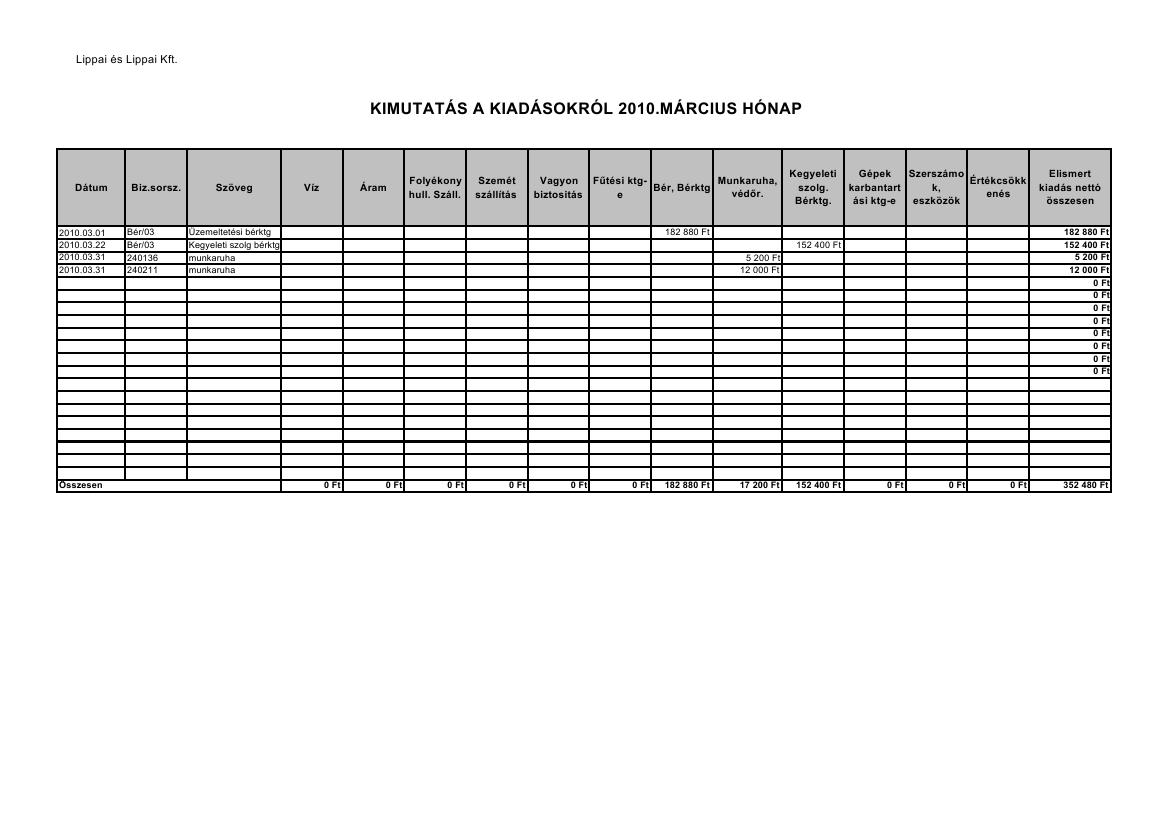 Lippai és Lippai Kft.
KIMUTATÁS A KIADÁSOKRÓL 2010.MÁRCIUS HÓNAP
Dátum Biz.sorsz. Szöveg Víz Áram Folyékony hull. Száll. Szemét szállítás Vagyon biztosítás Fűtési ktg-e Bér, Bérktg Munkaruha, védőr. Kegyeleti szolg. Bérktg. Gépek karbantart ási ktg-e Szerszámo k, eszközök Értékcsökk enés Elismert kiadás nettó összesen
2010.03.01 Bér/03 Üzemeltetési bérktg 182 880 Ft 182 880 Ft
2010.03.22 Bér/03 Kegyeleti szolg bérktg 152 400 Ft 152 400 Ft
2010.03.31 240136 munkaruha 5 200 Ft 5 200 Ft
2010.03.31 240211 munkaruha 12 000 Ft 12 000 Ft
0 Ft
0 Ft
0 Ft
0 Ft
0 Ft
0 Ft
0 Ft
0 Ft
Összesen 0 Ft 0 Ft 0 Ft 0 Ft 0 Ft 0 Ft 182 880 Ft 17 200 Ft 152 400 Ft 0 Ft 0 Ft 0 Ft 352 480 Ft